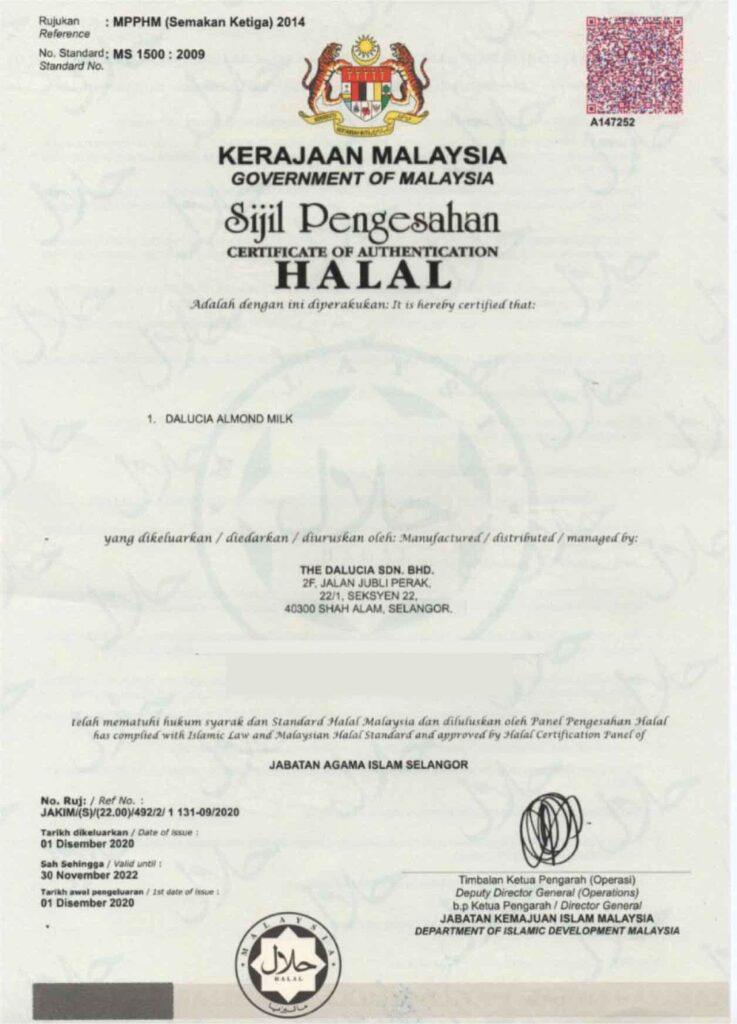 Rujukan : MPPHM (Semakan Ketiga) 2014
Reference
No. Standard : MS 1500 : 2009
Standard No.
A147252
KERAJAAN MALAYSIA
GOVERNMENT OF MALAYSIA
Sijil Pengesahan
CERTIFICATE OF AUTHENTICATION
HALAL
Adalah dengan ini diperakukan: It is hereby certified that:
1. DALUCIA ALMOND MILK
yang dikeluarkan / diedarkan / diuruskan oleh: Manufactured / distributed / managed by:
THE DALUCIA SDN. BHD.
2F, JALAN JUBLI PERAK,
22/1, SEKSYEN 22,
40300 SHAH ALAM, SELANGOR.
telah mematuhi hukum syarak dan Standard Halal Malaysia dan diluluskan oleh Panel Pengesahan Halal
has complied with Islamic Law and Malaysian Halal Standard and approved by Halal Certification Panel of
JABATAN AGAMA ISLAM SELANGOR
No. Ruj: / Ref No. :
JAKIM/(S)/(22.00)/492/2/ 1 131-09/2020
Tarikh dikeluarkan / Date of issue :
01 Disember 2020
Sah Sehingga / Valid until :
30 November 2022
Tarikh awal pengeluaran / 1st date of issue :
01 Disember 2020
Timbalan Ketua Pengarah (Operasi)
Deputy Director General (Operations)
b.p Ketua Pengarah / Director General
JABATAN KEMAJUAN ISLAM MALAYSIA
DEPARTMENT OF ISLAMIC DEVELOPMENT MALAYSIA
MALAYSIA
حلال
HALAL
مليسيا